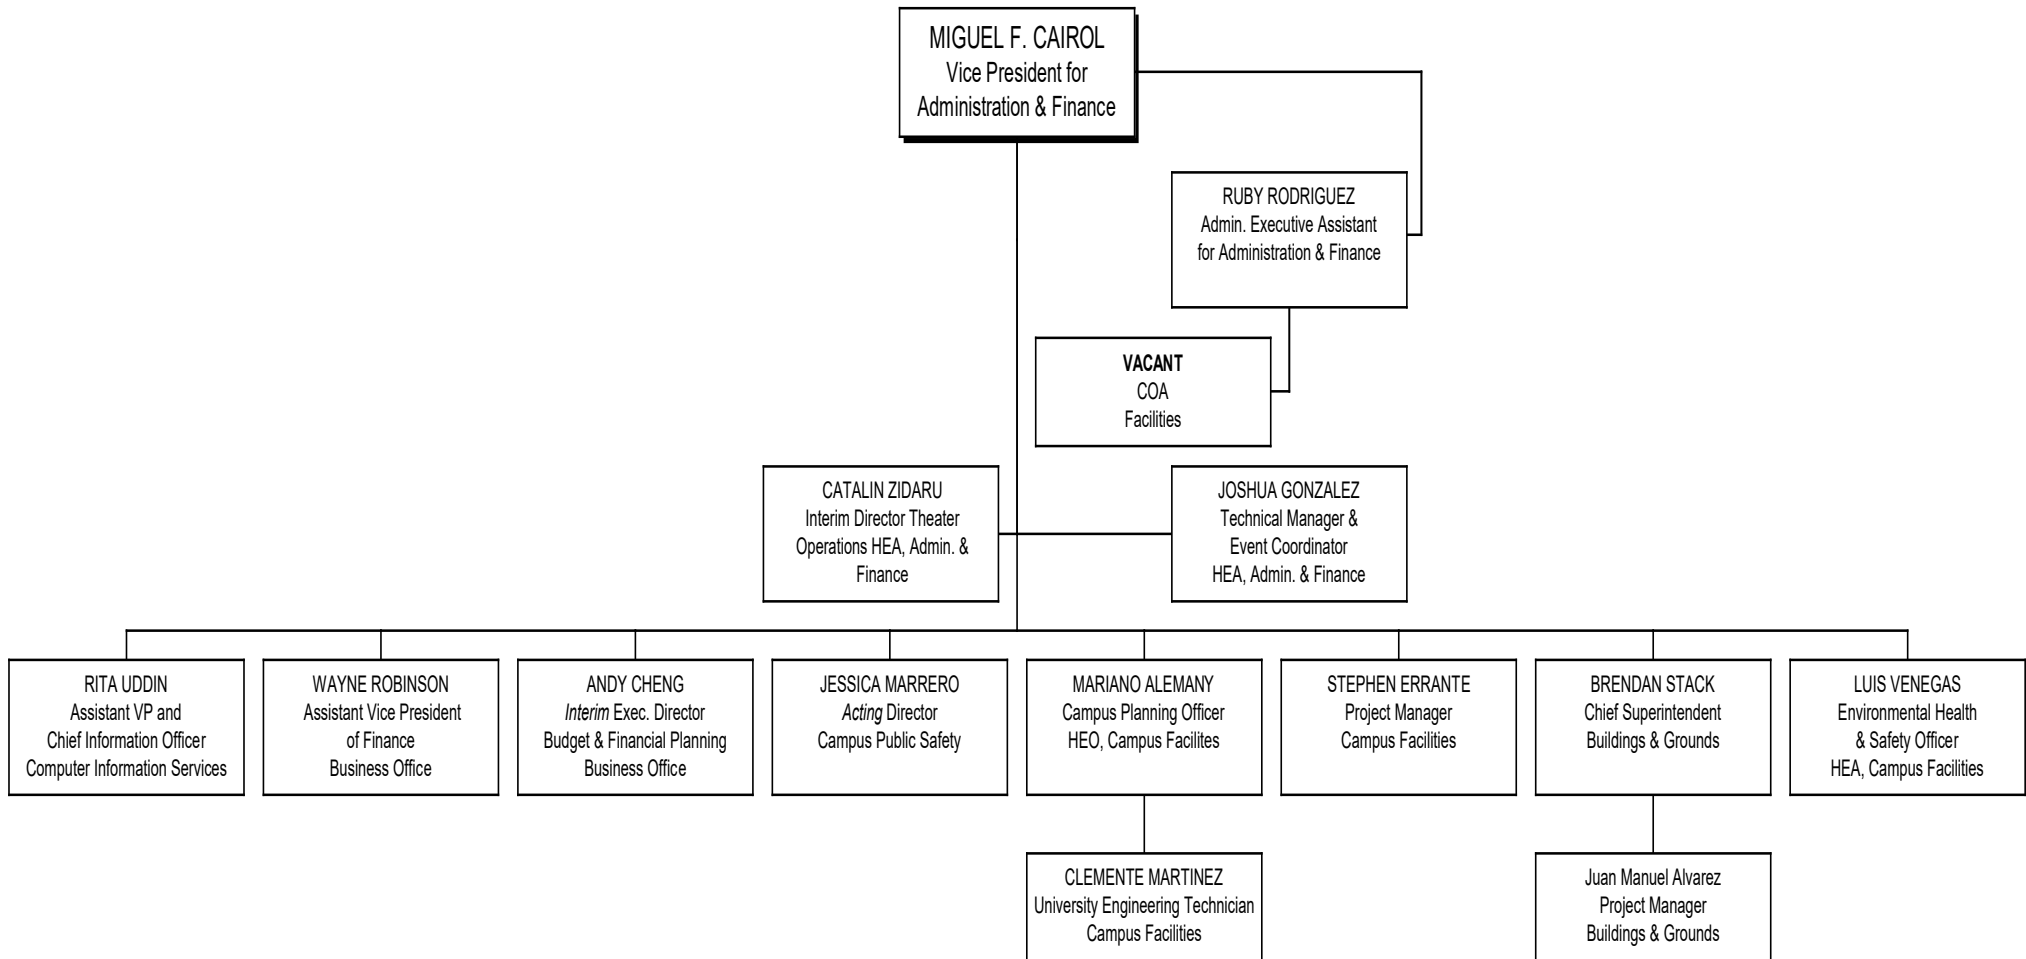 MIGUEL F. CAIROL
Vice President for
Administration & Finance
RUBY RODRIGUEZ
Admin. Executive Assistant
for Administration & Finance
VACANT
COA
Facilities
CATALIN ZIDARU
Interim Director Theater
Operations HEA, Admin. &
Finance
JOSHUA GONZALEZ
Technical Manager &
Event Coordinator
HEA, Admin. & Finance
RITA UDDIN
Assistant VP and
Chief Information Officer
Computer Information Services
WAYNE ROBINSON
Assistant Vice President
of Finance
Business Office
ANDY CHENG
Interim Exec. Director
Budget & Financial Planning
Business Office
JESSICA MARRERO
Acting Director
Campus Public Safety
MARIANO ALEMANY
Campus Planning Officer
HEO, Campus Facilites
STEPHEN ERRANTE
Project Manager
Campus Facilities
BRENDAN STACK
Chief Superintendent
Buildings & Grounds
LUIS VENEGAS
Environmental Health
& Safety Officer
HEA, Campus Facilities
CLEMENTE MARTINEZ
University Engineering Technician
Campus Facilities
Juan Manuel Alvarez
Project Manager
Buildings & Grounds